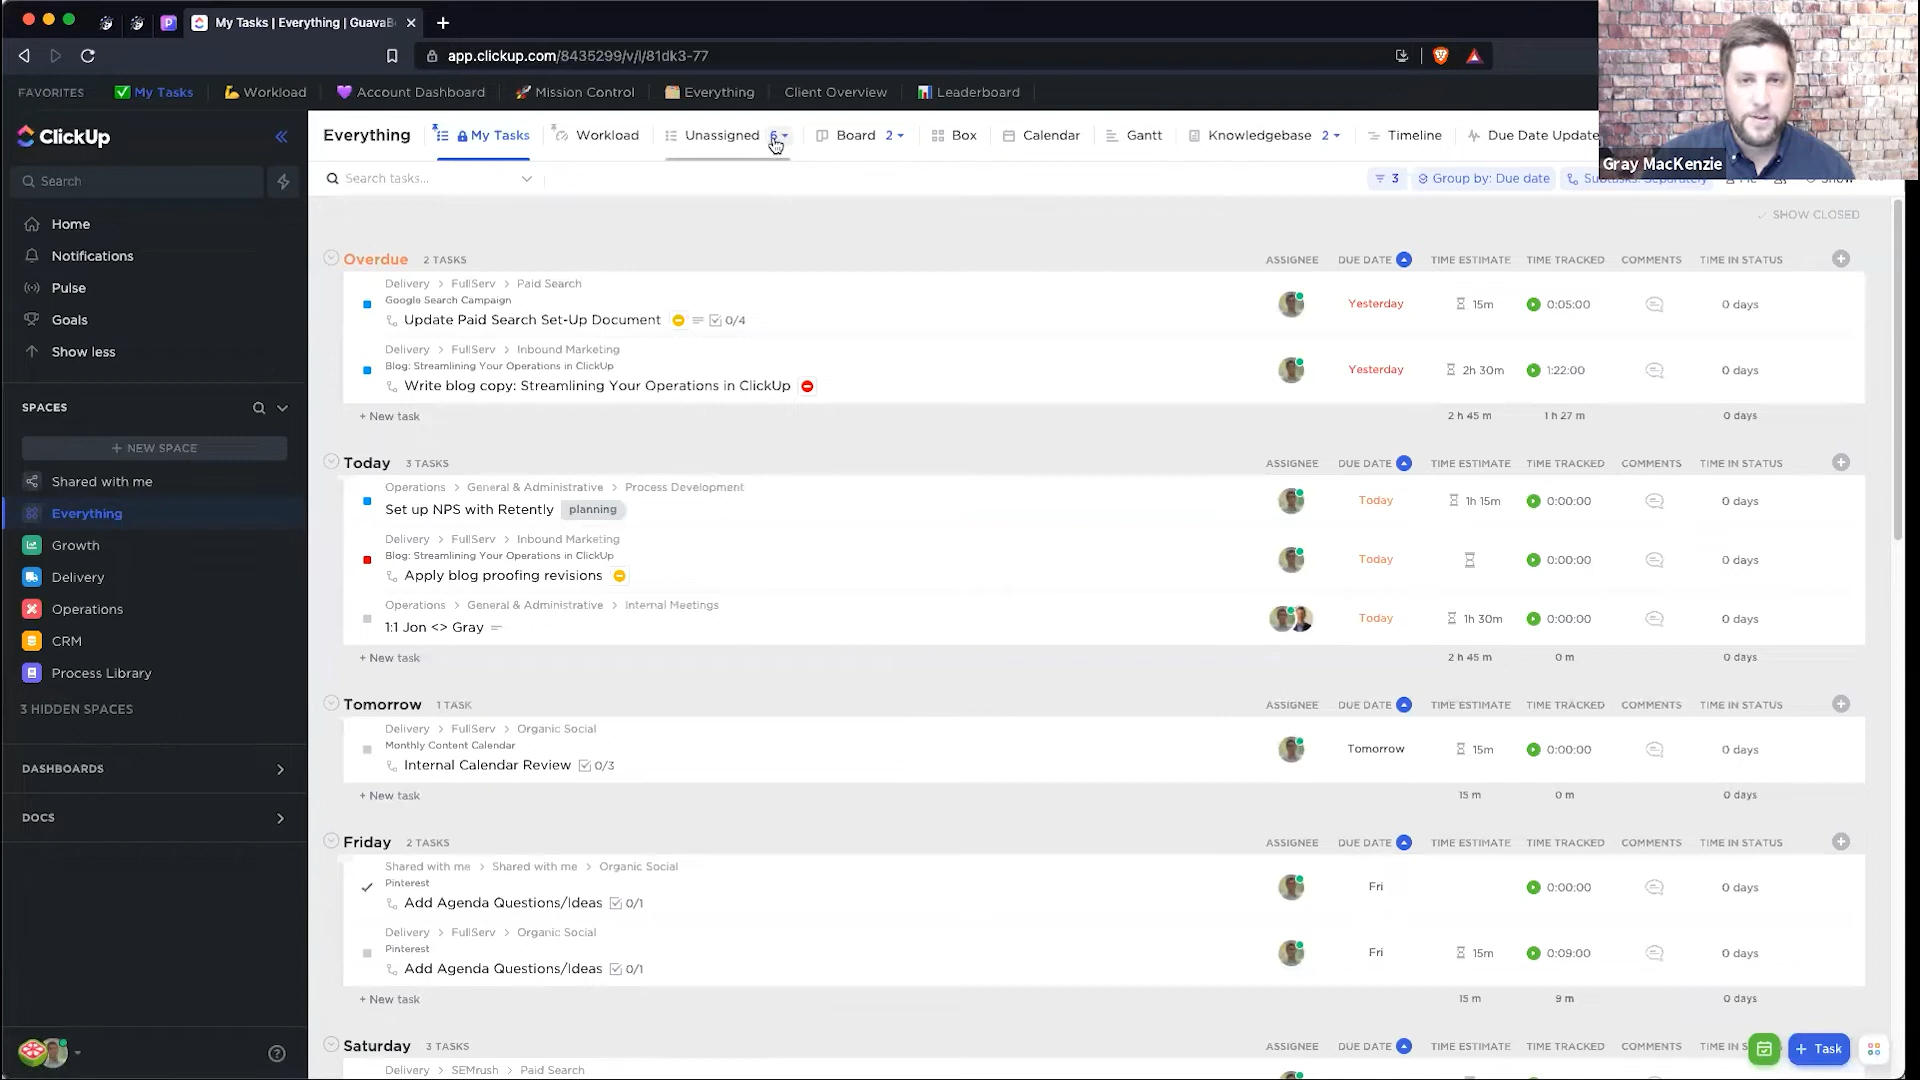 My Tasks | Everything | GuavaB
app.clickup.com/8435299/v/l/81dk3-77
FAVORITES My Tasks Workload Account Dashboard Mission Control Everything Client Overview Leaderboard
Gray MacKenzie
ClickUp
Search
Home
Notifications
Pulse
Goals
Show less
SPACES
+ NEW SPACE
Shared with me
Everything
Growth
Delivery
Operations
CRM
Process Library
3 HIDDEN SPACES
DASHBOARDS
DOCS
Everything My Tasks Workload Unassigned 6 Board 2 Box Calendar Gantt Knowledgebase 2 Timeline Due Date Update
Search tasks... 3 Group by: Due date Subtasks: Separately
SHOW CLOSED
Overdue 2 TASKS ASSIGNEE DUE DATE TIME ESTIMATE TIME TRACKED COMMENTS TIME IN STATUS
Delivery > FullServ > Paid Search
Google Search Campaign
Update Paid Search Set-Up Document 0/4 Yesterday 15m 0:05:00 0 days
Delivery > FullServ > Inbound Marketing
Blog: Streamlining Your Operations in ClickUp
Write blog copy: Streamlining Your Operations in ClickUp Yesterday 2h 30m 1:22:00 0 days
+ New task 2 h 45 m 1 h 27 m 0 days
Today 3 TASKS ASSIGNEE DUE DATE TIME ESTIMATE TIME TRACKED COMMENTS TIME IN STATUS
Operations > General & Administrative > Process Development
Set up NPS with Retently planning Today 1h 15m 0:00:00 0 days
Delivery > FullServ > Inbound Marketing
Blog: Streamlining Your Operations in ClickUp
Apply blog proofing revisions Today 0:00:00 0 days
Operations > General & Administrative > Internal Meetings
1:1 Jon <> Gray Today 1h 30m 0:00:00 0 days
+ New task 2 h 45 m 0 m 0 days
Tomorrow 1 TASK ASSIGNEE DUE DATE TIME ESTIMATE TIME TRACKED COMMENTS TIME IN STATUS
Delivery > FullServ > Organic Social
Monthly Content Calendar
Internal Calendar Review 0/3 Tomorrow 15m 0:00:00 0 days
+ New task 15 m 0 m 0 days
Friday 2 TASKS ASSIGNEE DUE DATE TIME ESTIMATE TIME TRACKED COMMENTS TIME IN STATUS
Shared with me > Shared with me > Organic Social
Pinterest
Add Agenda Questions/Ideas 0/1 Fri 0:00:00 0 days
Delivery > FullServ > Organic Social
Pinterest
Add Agenda Questions/Ideas 0/1 Fri 15m 0:09:00 0 days
+ New task 15 m 9 m 0 days
Saturday 3 TASKS ASSIGNEE DUE DATE TIME ESTIMATE TIME TRACKED COMMENTS TIME IN
Delivery > SEMrush > Paid Search
+ Task